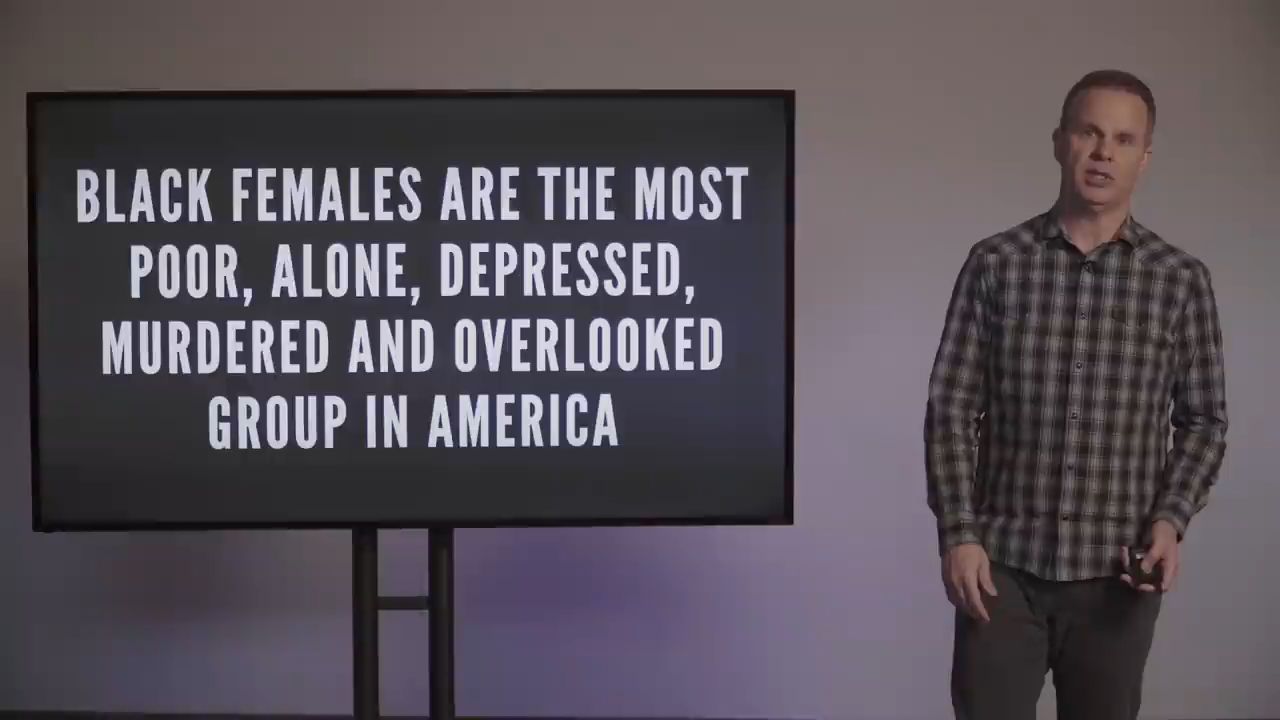 BLACK FEMALES ARE THE MOST
POOR, ALONE, DEPRESSED,
MURDERED AND OVERLOOKED
GROUP IN AMERICA